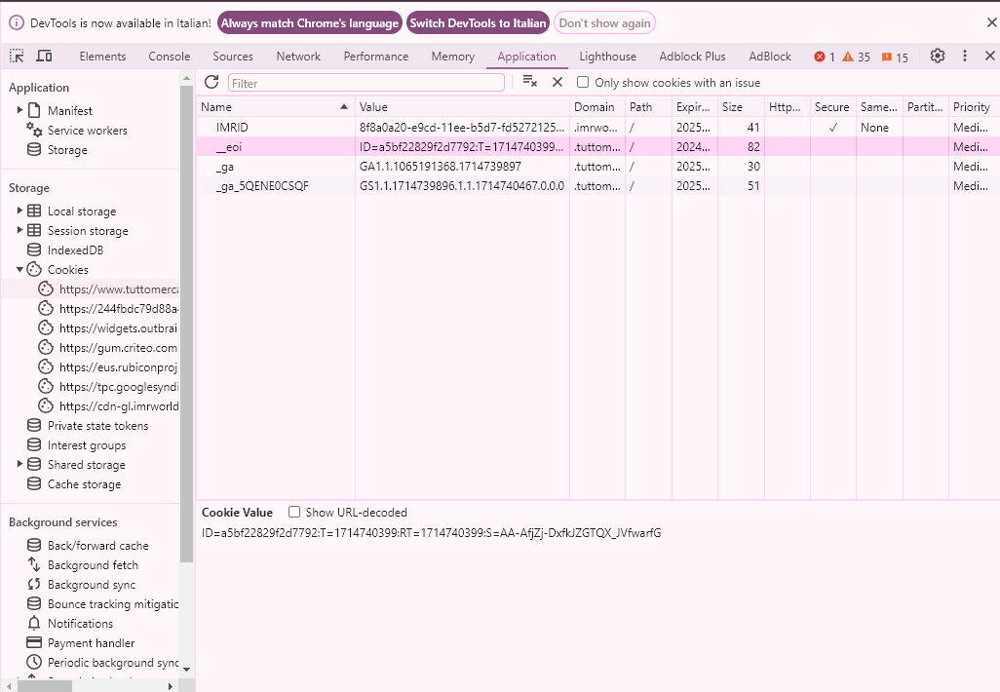 DevTools is now available in Italian! Always match Chrome's language Switch DevTools to Italian Don't show again
Elements Console Sources Network Performance Memory Application Lighthouse Adblock Plus AdBlock 1 35 15
Application
Manifest
Service workers
Storage
Storage
Local storage
Session storage
IndexedDB
Cookies
https://www.tuttomerca
https://244fbdc79d88a4
https://widgets.outbrai
https://gum.criteo.com
https://eus.rubiconproj
https://tpc.googlesyndi
https://cdn-gl.imrworld
Private state tokens
Interest groups
Shared storage
Cache storage
Background services
Back/forward cache
Background fetch
Background sync
Bounce tracking mitigatio
Notifications
Payment handler
Periodic background sync
Filter Only show cookies with an issue
Name Value Domain Path Expir... Size Http... Secure Same... Partit... Priority
IMRID 8f8a0a20-e9cd-11ee-b5d7-fd5272125... .imrwo... / 2025... 41 ✓ None Medi...
__eoi ID=a5bf22829f2d7792:T=1714740399... .tuttom... / 2024... 82 Medi...
_ga GA1.1.1065191368.1714739897 .tuttom... / 2025... 30 Medi...
_ga_5QENE0CSQF GS1.1.1714739896.1.1.1714740467.0.0.0 .tuttom... / 2025... 51 Medi...
Cookie Value Show URL-decoded
ID=a5bf22829f2d7792:T=1714740399:RT=1714740399:S=AA-AfjZj-DxfkJZGTQX_JVfwarfG